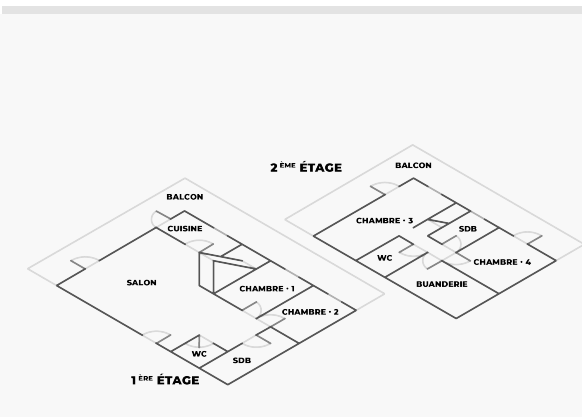 2ÈME ÉTAGE
BALCON
CHAMBRE · 3
SDB
WC
CHAMBRE · 4
BUANDERIE
BALCON
CUISINE
SALON
CHAMBRE · 1
CHAMBRE · 2
WC
SDB
1ÈRE ÉTAGE